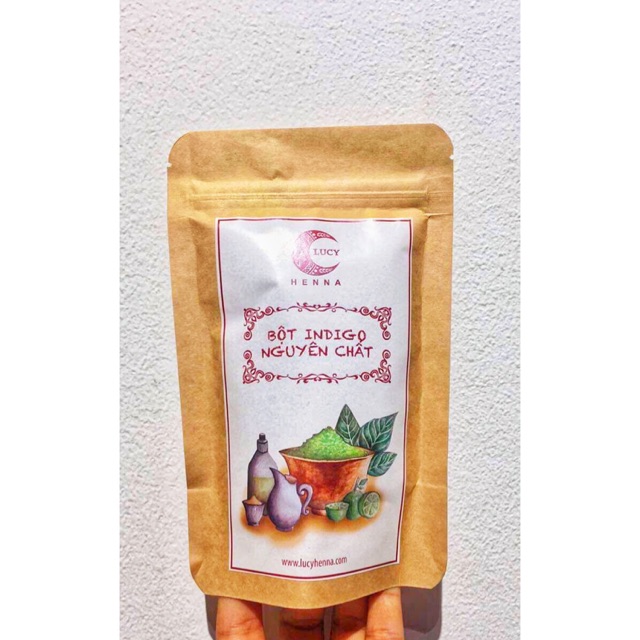 LUCY
HENNA
BỘT INDIGO
NGUYÊN CHẤT
www.lucyhenna.com